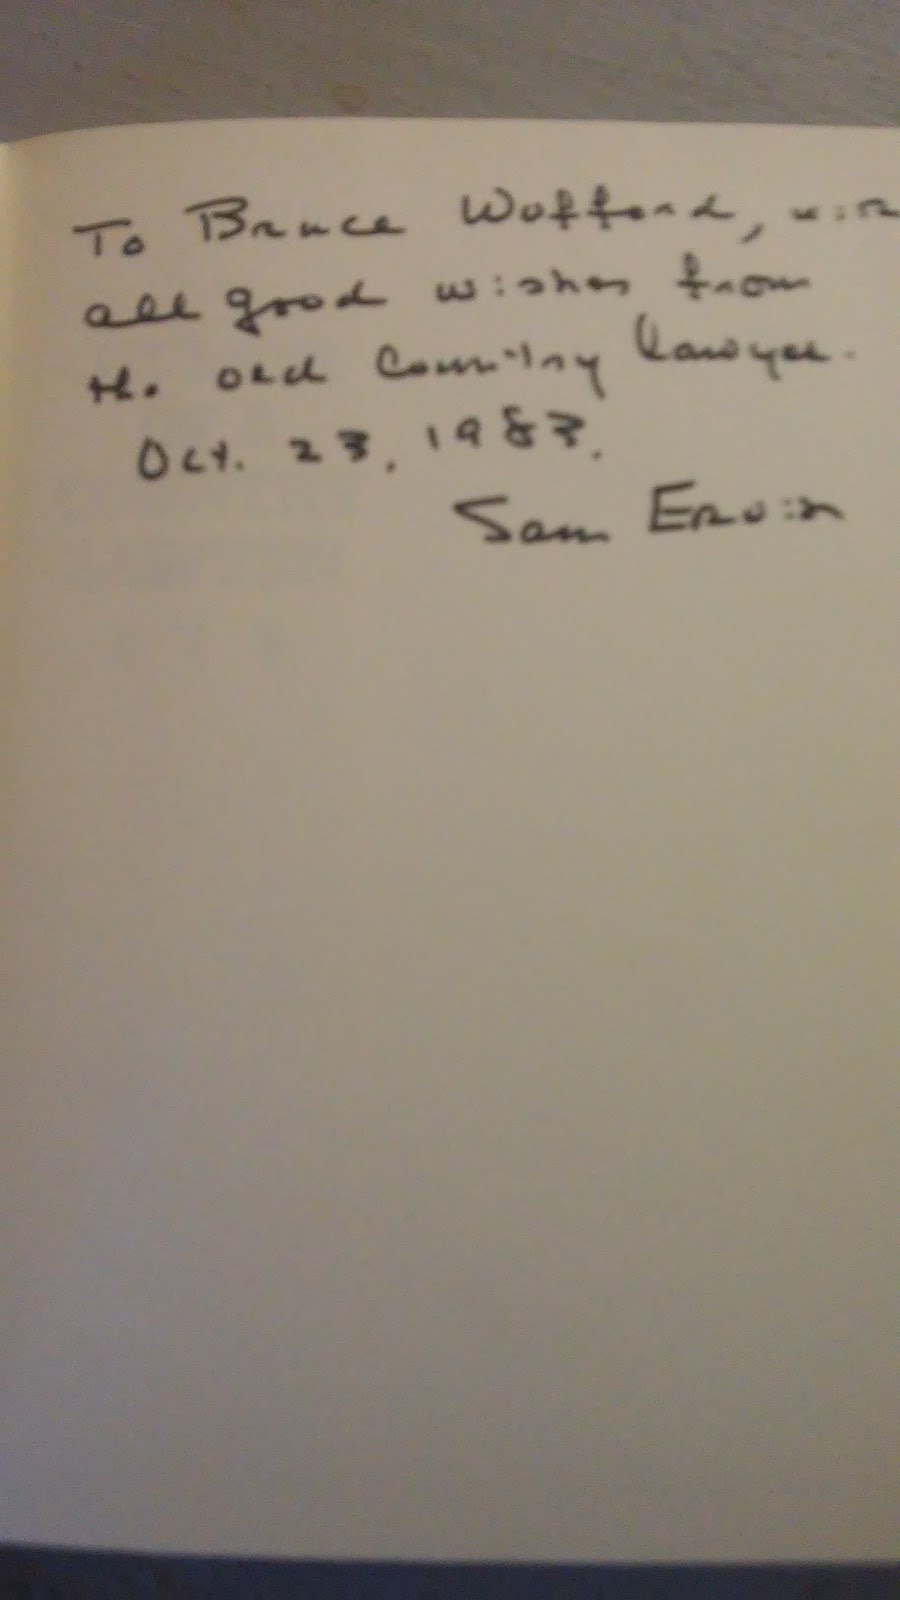 To Bruce Wofford, with
all good wishes from
the old country lawyer.
Oct. 23, 1983.
Sam Ervin